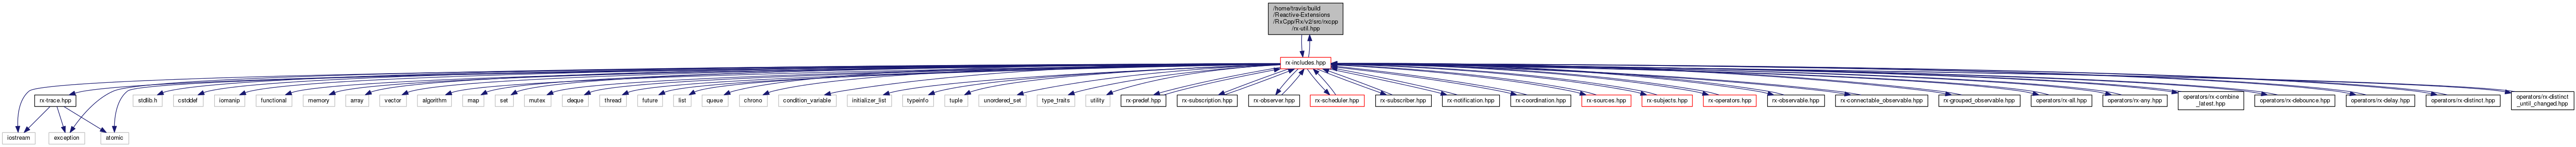 /home/travis/build
/Reactive-Extensions
/RxCpp/Rx/v2/src/rxcpp
/rx-util.hpp
rx-includes.hpp
rx-trace.hpp
stdlib.h
cstddef
iomanip
functional
memory
array
vector
algorithm
map
set
mutex
deque
thread
future
list
queue
chrono
condition_variable
initializer_list
typeinfo
tuple
unordered_set
type_traits
utility
rx-predef.hpp
rx-subscription.hpp
rx-observer.hpp
rx-scheduler.hpp
rx-subscriber.hpp
rx-notification.hpp
rx-coordination.hpp
rx-sources.hpp
rx-subjects.hpp
rx-operators.hpp
rx-observable.hpp
rx-connectable_observable.hpp
rx-grouped_observable.hpp
operators/rx-all.hpp
operators/rx-any.hpp
operators/rx-combine
_latest.hpp
operators/rx-debounce.hpp
operators/rx-delay.hpp
operators/rx-distinct.hpp
operators/rx-distinct
_until_changed.hpp
iostream
exception
atomic